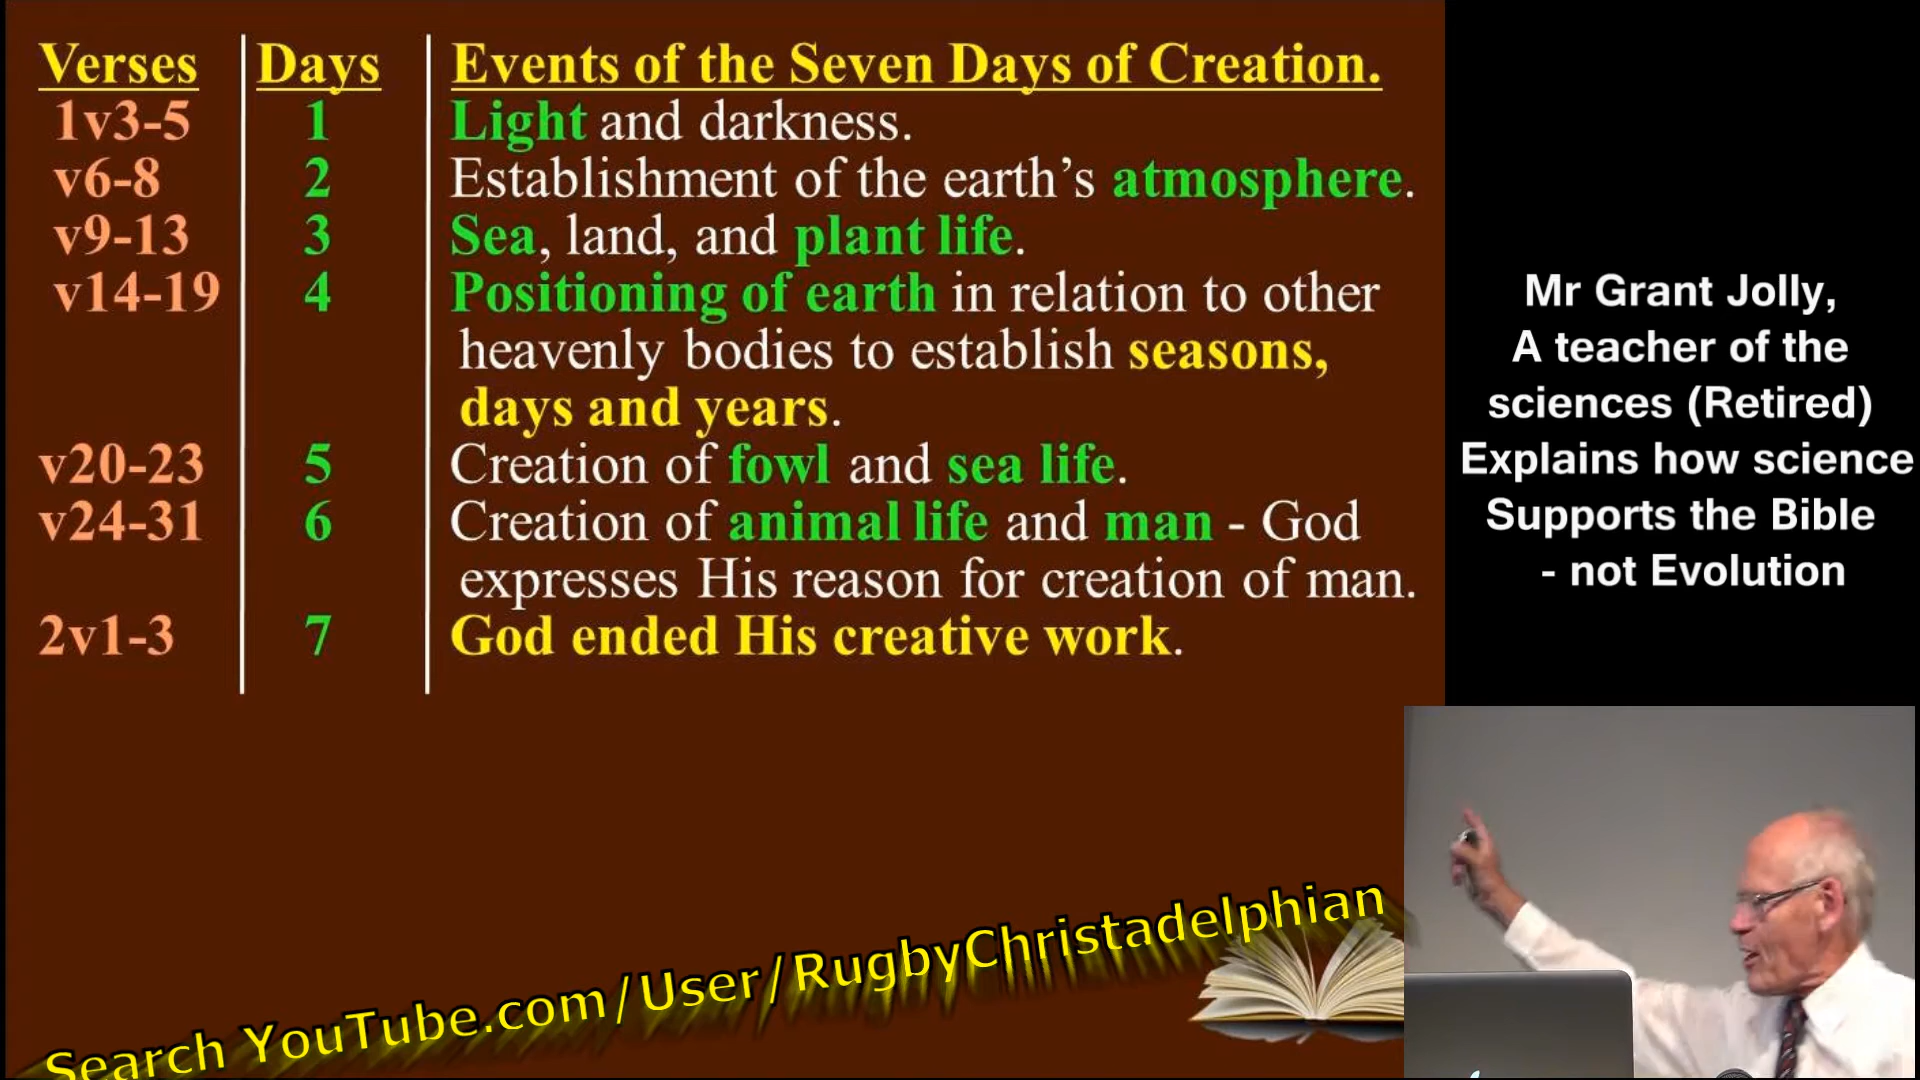 Verses Days Events of the Seven Days of Creation.
1v3-5 1 Light and darkness.
v6-8 2 Establishment of the earth’s atmosphere.
v9-13 3 Sea, land, and plant life.
v14-19 4 Positioning of earth in relation to other
heavenly bodies to establish seasons,
days and years.
v20-23 5 Creation of fowl and sea life.
v24-31 6 Creation of animal life and man - God
expresses His reason for creation of man.
2v1-3 7 God ended His creative work.
Mr Grant Jolly,
A teacher of the
sciences (Retired)
Explains how science
Supports the Bible
- not Evolution
Search YouTube.com/User/RugbyChristadelphian